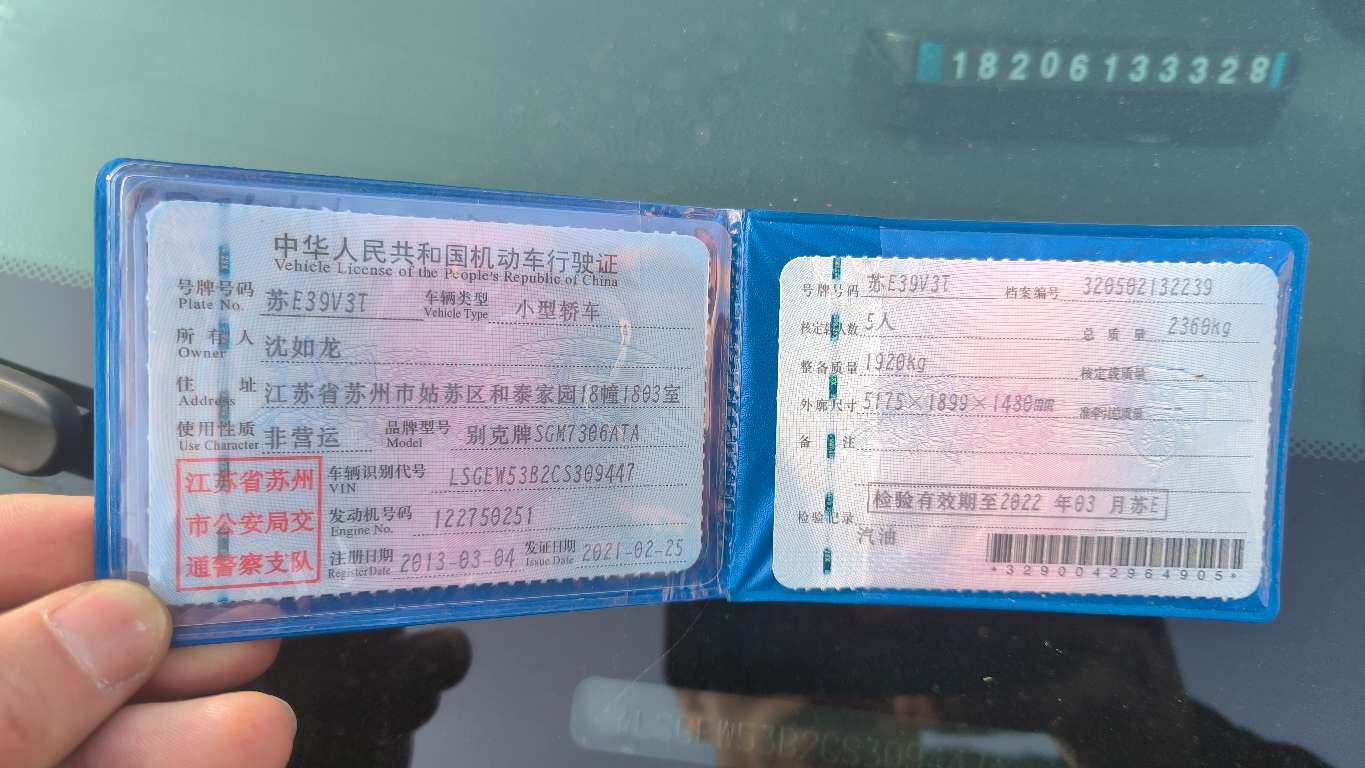 18206133328
中华人民共和国机动车行驶证
Vehicle License of the People's Republic of China
号牌号码 苏E39V3T 车辆类型 小型轿车
Plate No. Vehicle Type
所有人 沈如龙
Owner
住址 江苏省苏州市姑苏区和泰家园18幢1803室
Address
使用性质 非营运 品牌型号 别克牌SGM7306ATA
Use Character Model
江苏省苏州
市公安局交
通警察支队
车辆识别代号 LSGEW53B2CS309447
VIN
发动机号码 122750251
Engine No.
注册日期 2013-03-04 发证日期 2021-02-25
Register Date Issue Date
号牌号码 苏E39V3T 档案编号 320502132239
核定载人数 5人 总质量 2360kg
整备质量 1920kg 核定载质量 --
外廓尺寸 5175×1899×1480mm 准牵引总质量 --
备注
检验有效期至2022 年03 月苏E
检验记录
汽油
*3290042964905*